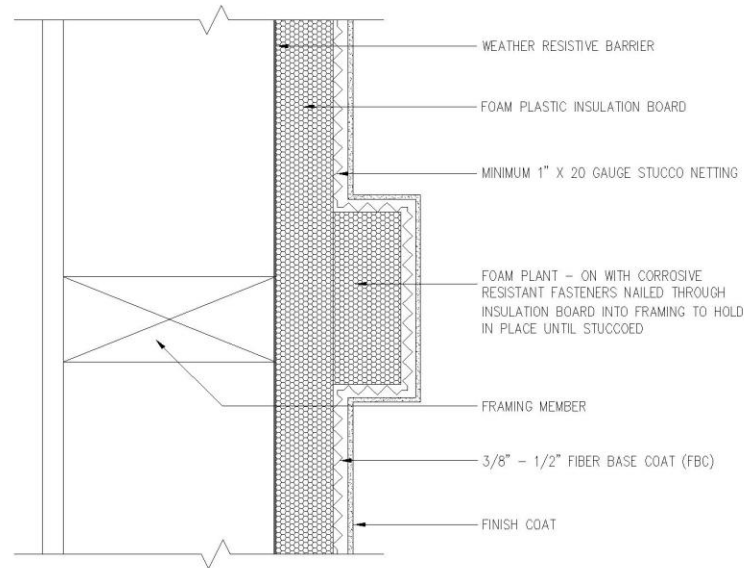 WEATHER RESISTIVE BARRIER
FOAM PLASTIC INSULATION BOARD
MINIMUM 1" X 20 GAUGE STUCCO NETTING
FOAM PLANT – ON WITH CORROSIVE
RESISTANT FASTENERS NAILED THROUGH
INSULATION BOARD INTO FRAMING TO HOLD
IN PLACE UNTIL STUCCOED
FRAMING MEMBER
3/8" – 1/2" FIBER BASE COAT (FBC)
FINISH COAT